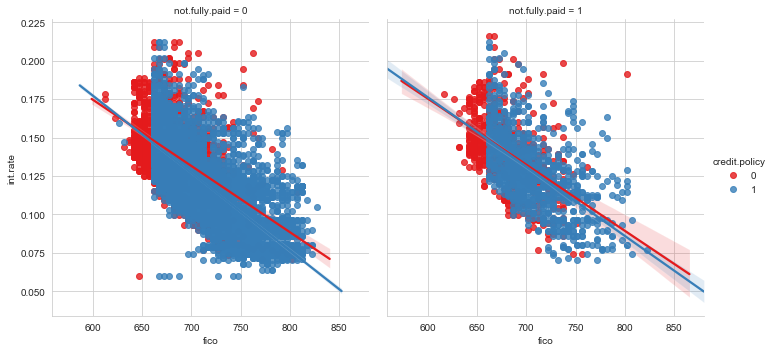 not.fully.paid = 0
not.fully.paid = 1
0.225
0.200
0.175
0.150
0.125
0.100
0.075
0.050
int.rate
600 650 700 750 800 850
fico
600 650 700 750 800 850
fico
credit.policy
0
1